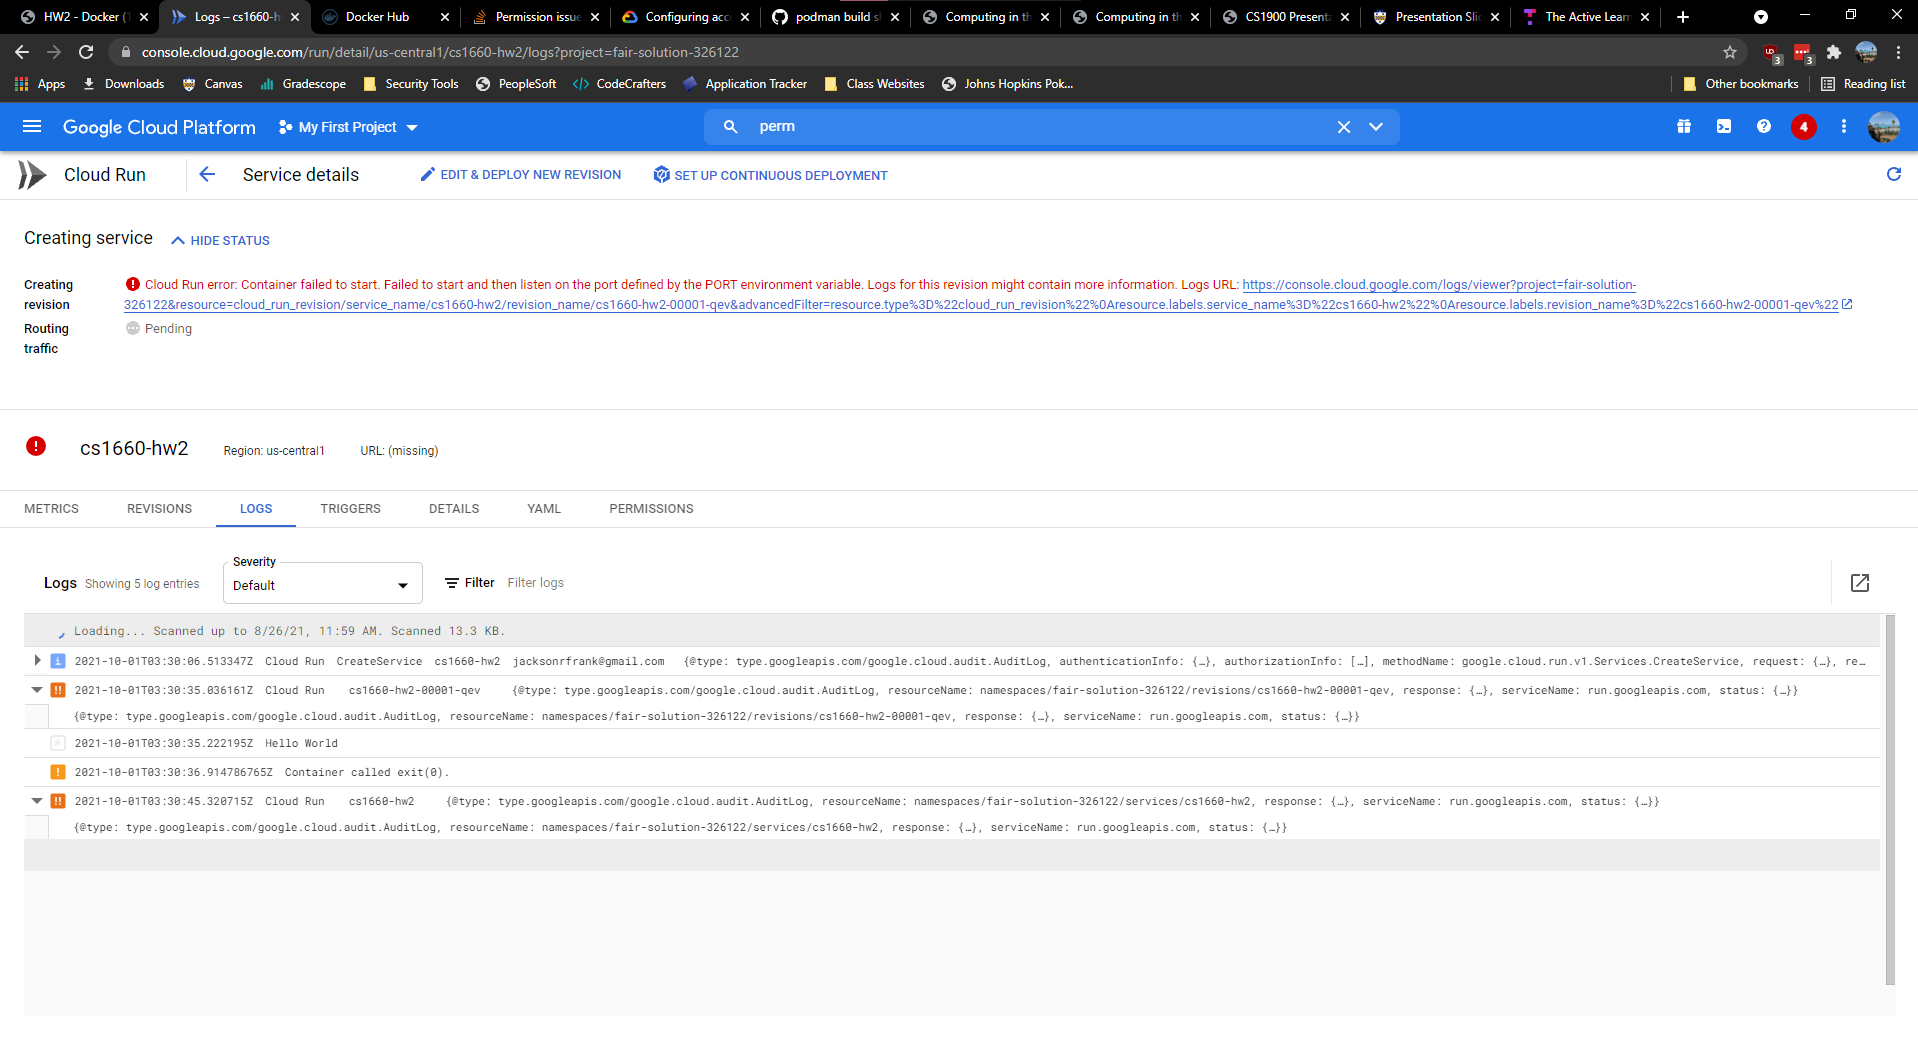 HW2 - Docker (1
Logs – cs1660-h
Docker Hub
Permission issue
Configuring acc
podman build sl
Computing in th
Computing in th
CS1900 Presenta
Presentation Slic
The Active Learn
console.cloud.google.com/run/detail/us-central1/cs1660-hw2/logs?project=fair-solution-326122
3
3
Apps
Downloads
Canvas
Gradescope
Security Tools
PeopleSoft
CodeCrafters
Application Tracker
Class Websites
Johns Hopkins Pok...
Other bookmarks
Reading list
Google Cloud Platform
My First Project
perm
4
Cloud Run
Service details
EDIT & DEPLOY NEW REVISION
SET UP CONTINUOUS DEPLOYMENT
Creating service
HIDE STATUS
Creating revision
Cloud Run error: Container failed to start. Failed to start and then listen on the port defined by the PORT environment variable. Logs for this revision might contain more information. Logs URL: https://console.cloud.google.com/logs/viewer?project=fair-solution-
326122&resource=cloud_run_revision/service_name/cs1660-hw2/revision_name/cs1660-hw2-00001-qev&advancedFilter=resource.type%3D%22cloud_run_revision%22%0Aresource.labels.service_name%3D%22cs1660-hw2%22%0Aresource.labels.revision_name%3D%22cs1660-hw2-00001-qev%22
Routing traffic
Pending
cs1660-hw2
Region: us-central1
URL: (missing)
METRICS
REVISIONS
LOGS
TRIGGERS
DETAILS
YAML
PERMISSIONS
Logs
Showing 5 log entries
Severity
Default
Filter
Filter logs
Loading... Scanned up to 8/26/21, 11:59 AM. Scanned 13.3 KB.
2021-10-01T03:30:06.513347Z Cloud Run CreateService cs1660-hw2 jacksonrfrank@gmail.com {@type: type.googleapis.com/google.cloud.audit.AuditLog, authenticationInfo: {…}, authorizationInfo: […], methodName: google.cloud.run.v1.Services.CreateService, request: {…}, re…
2021-10-01T03:30:35.036161Z Cloud Run cs1660-hw2-00001-qev {@type: type.googleapis.com/google.cloud.audit.AuditLog, resourceName: namespaces/fair-solution-326122/revisions/cs1660-hw2-00001-qev, response: {…}, serviceName: run.googleapis.com, status: {…}}
{@type: type.googleapis.com/google.cloud.audit.AuditLog, resourceName: namespaces/fair-solution-326122/revisions/cs1660-hw2-00001-qev, response: {…}, serviceName: run.googleapis.com, status: {…}}
2021-10-01T03:30:35.222195Z Hello World
2021-10-01T03:30:36.914786765Z Container called exit(0).
2021-10-01T03:30:45.320715Z Cloud Run cs1660-hw2 {@type: type.googleapis.com/google.cloud.audit.AuditLog, resourceName: namespaces/fair-solution-326122/services/cs1660-hw2, response: {…}, serviceName: run.googleapis.com, status: {…}}
{@type: type.googleapis.com/google.cloud.audit.AuditLog, resourceName: namespaces/fair-solution-326122/services/cs1660-hw2, response: {…}, serviceName: run.googleapis.com, status: {…}}